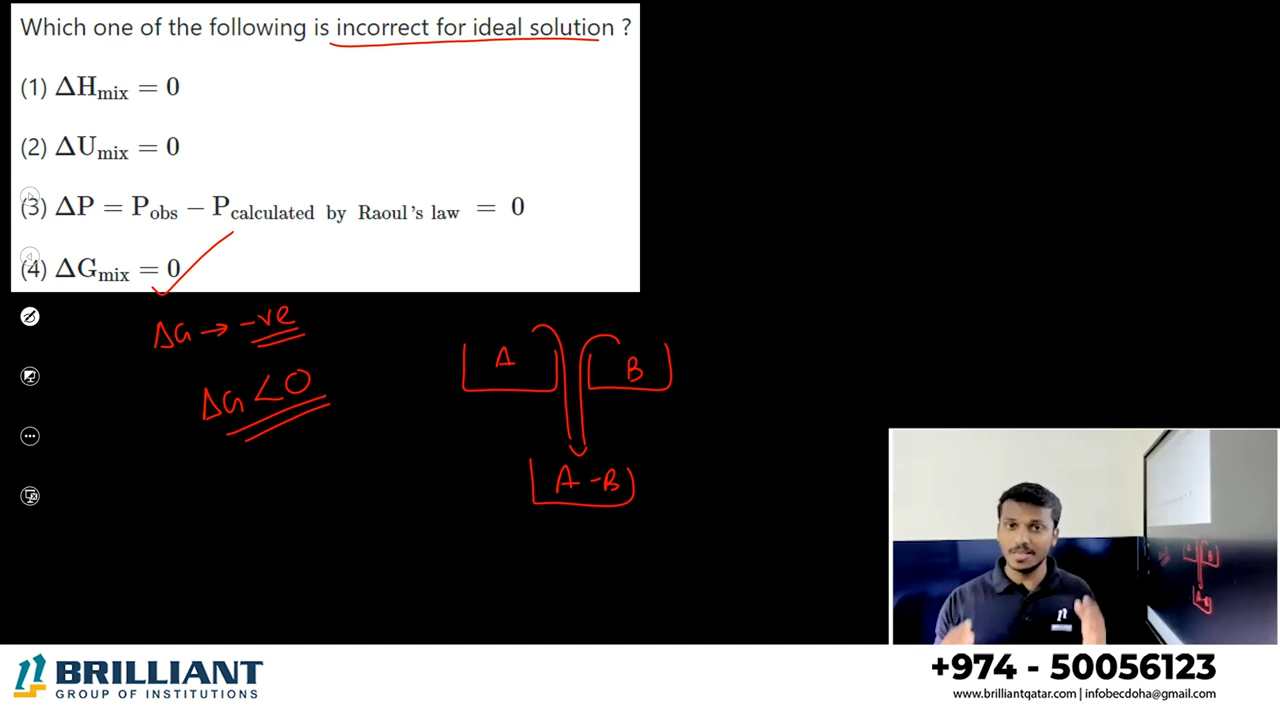 Which one of the following is incorrect for ideal solution ?
(1) ΔH_mix = 0
(2) ΔU_mix = 0
(3) ΔP = P_obs − P_calculated by Raoul's law = 0
(4) ΔG_mix = 0
ΔG → -ve
ΔG < 0
A B
A - B
A B
A-B
BRILLIANT
GROUP OF INSTITUTIONS
+974 - 50056123
www.brilliantqatar.com | infobecdoha@gmail.com